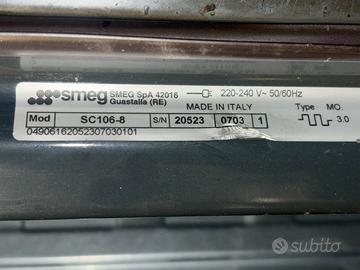 smeg SMEG SpA 42016 Guastalla (RE) 220-240 V~ 50/60Hz
MADE IN ITALY Type MO.
Mod SC106-8 S/N 20523 0703 1 3.0
04906162052307030101
subito